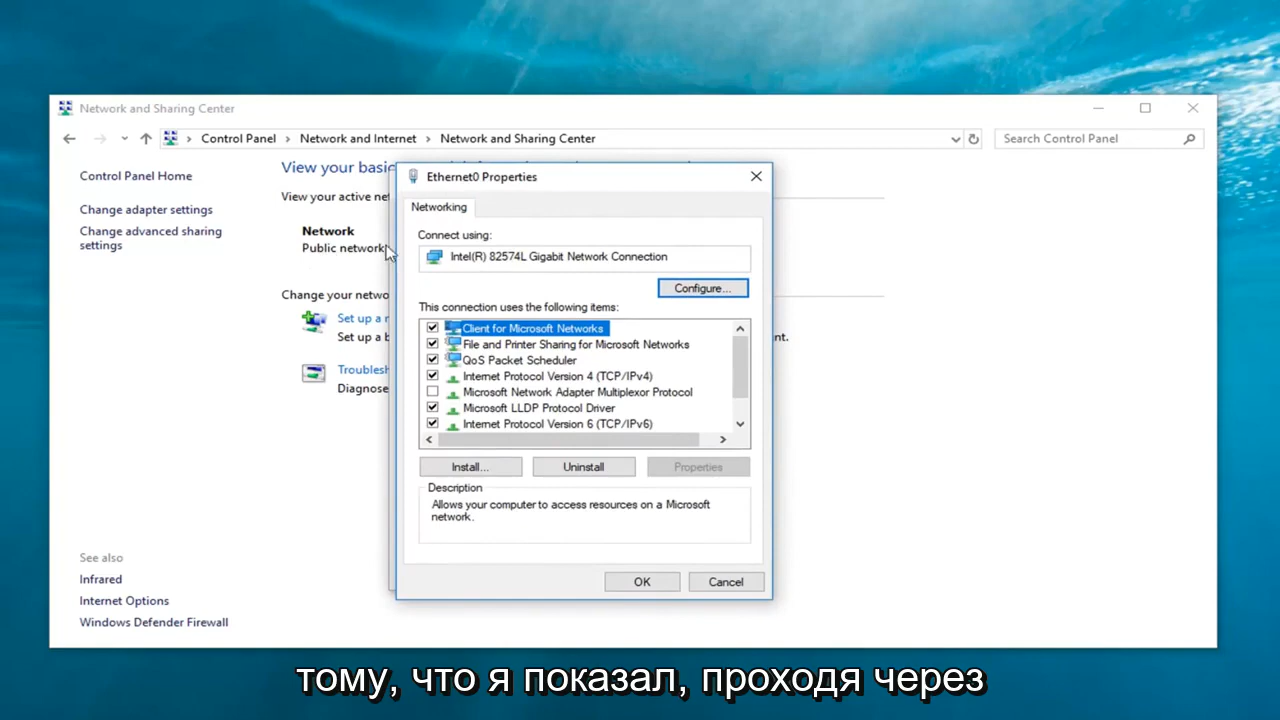 Network and Sharing Center
Control Panel > Network and Internet > Network and Sharing Center
Search Control Panel
Control Panel Home
Change adapter settings
Change advanced sharing
settings
See also
Infrared
Internet Options
Windows Defender Firewall
View your basic
View your active
Network
Public network
Change your
Set up a
Set up a
Diagnose
nt.
Ethernet0 Properties
Networking
Connect using:
Intel(R) 82574L Gigabit Network Connection
Configure...
This connection uses the following items:
Client for Microsoft Networks
File and Printer Sharing for Microsoft Networks
QoS Packet Scheduler
Internet Protocol Version 4 (TCP/IPv4)
Microsoft Network Adapter Multiplexor Protocol
Microsoft LLDP Protocol Driver
Internet Protocol Version 6 (TCP/IPv6)
Install... Uninstall Properties
Description
Allows your computer to access resources on a Microsoft
network.
OK Cancel
тому, что я показал, проходя через